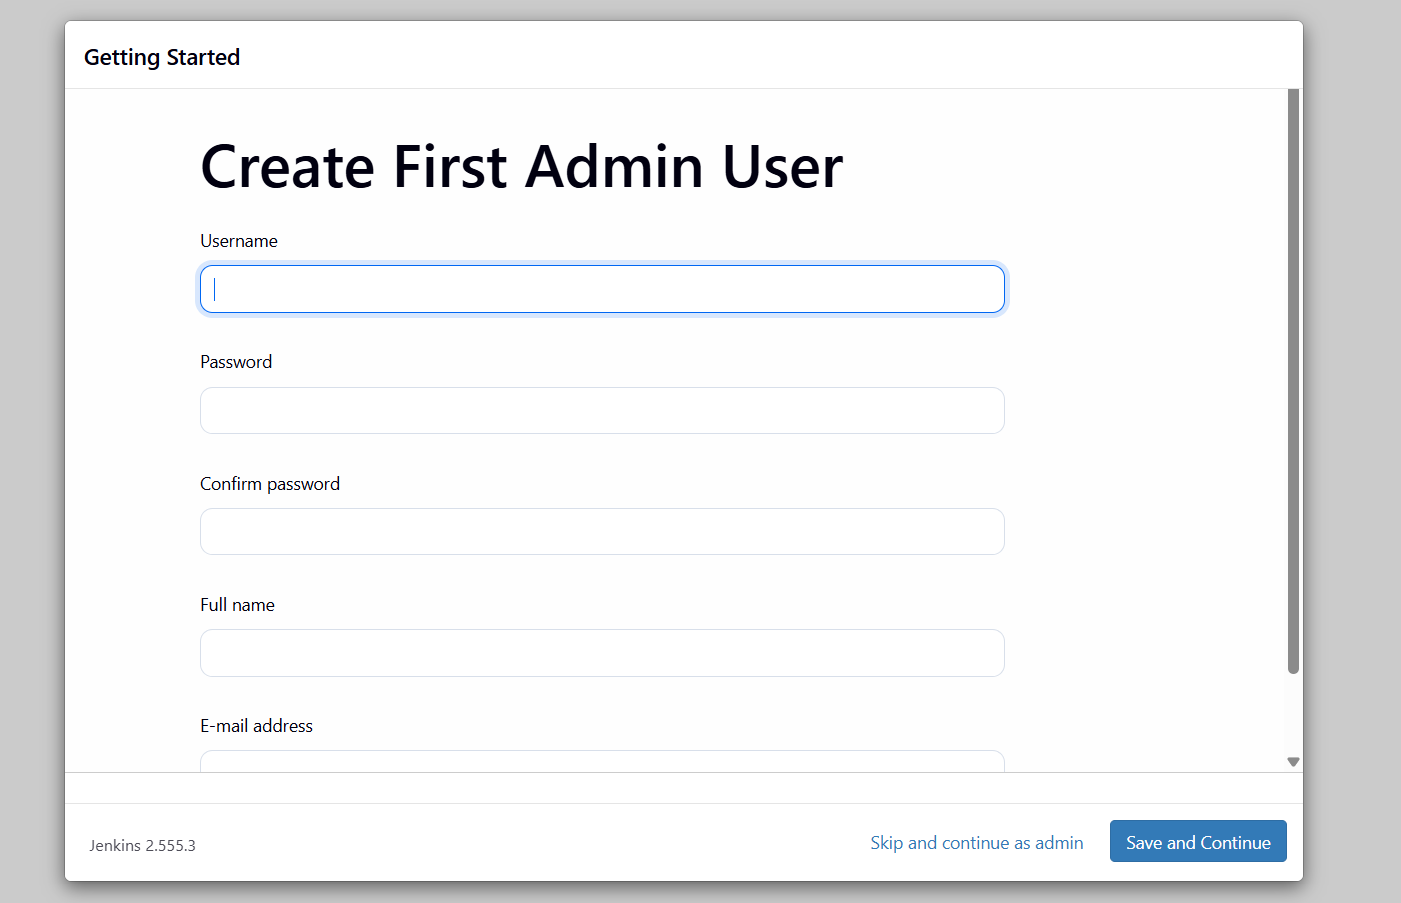 Getting Started
Create First Admin User
Username
Password
Confirm password
Full name
E-mail address
Jenkins 2.555.3
Skip and continue as admin
Save and Continue